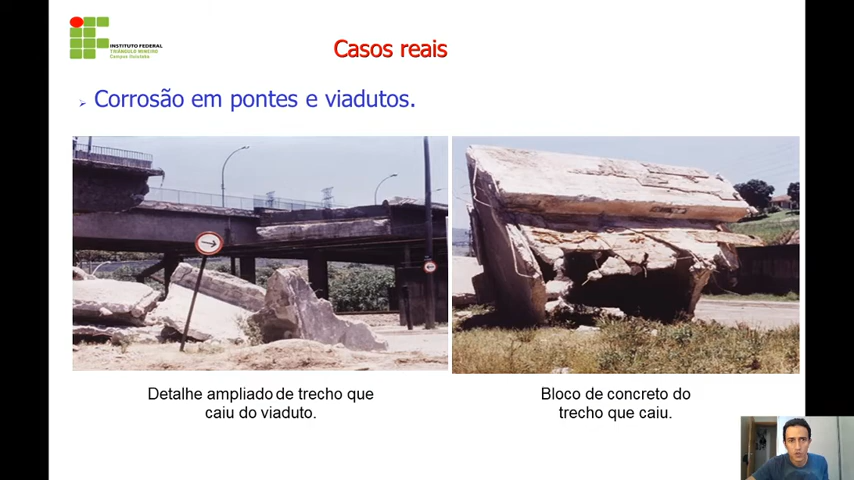 INSTITUTO FEDERAL
TRIÂNGULO MINEIRO
Campus Uberaba
Casos reais
Corrosão em pontes e viadutos.
Detalhe ampliado de trecho que
caiu do viaduto.
Bloco de concreto do
trecho que caiu.